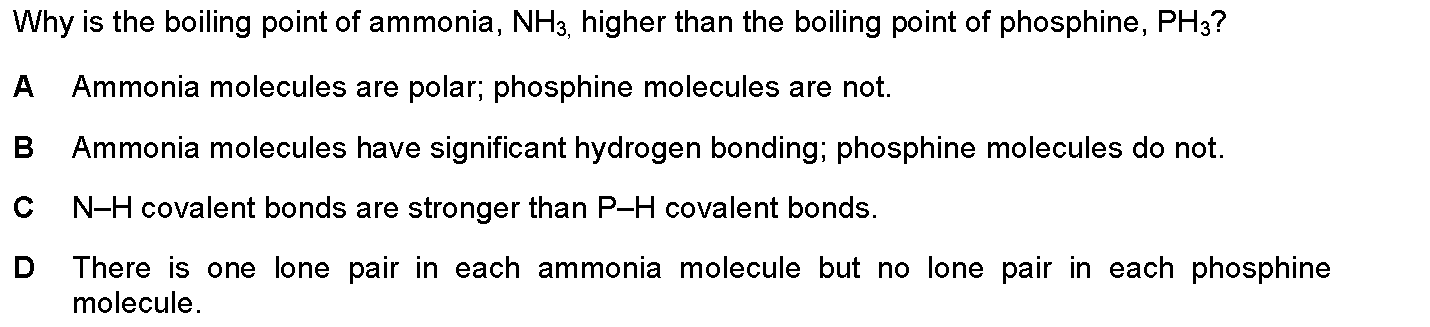 Why is the boiling point of ammonia, NH₃, higher than the boiling point of phosphine, PH₃?
A Ammonia molecules are polar; phosphine molecules are not.
B Ammonia molecules have significant hydrogen bonding; phosphine molecules do not.
C N–H covalent bonds are stronger than P–H covalent bonds.
D There is one lone pair in each ammonia molecule but no lone pair in each phosphine
molecule.